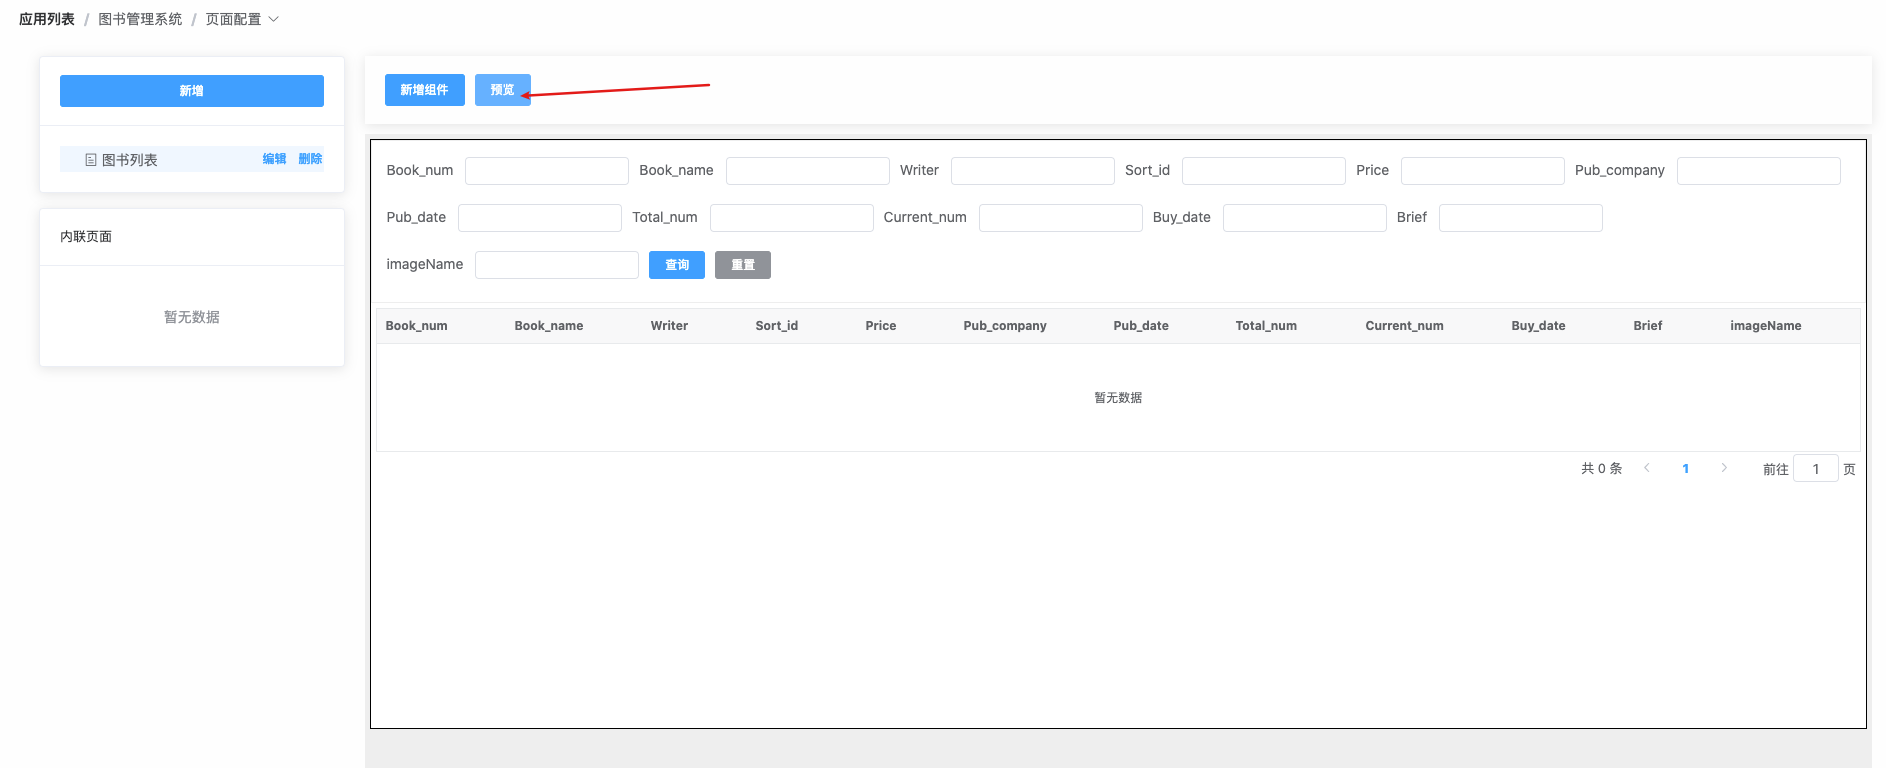 应用列表 / 图书管理系统 / 页面配置
新增
图书列表 编辑 删除
内联页面
暂无数据
新增组件 预览
Book_num Book_name Writer Sort_id Price Pub_company
Pub_date Total_num Current_num Buy_date Brief
imageName 查询 重置
Book_num Book_name Writer Sort_id Price Pub_company Pub_date Total_num Current_num Buy_date Brief imageName
暂无数据
共 0 条 1 前往 1 页